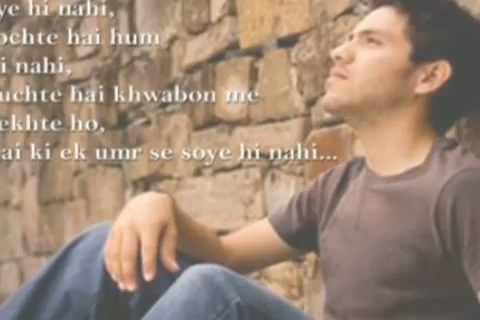 ye hi nahi,
ochte hai hum
i nahi,
uchte hai khwabon me
ekhte ho,
ai ki ek umr se soye hi nahi...